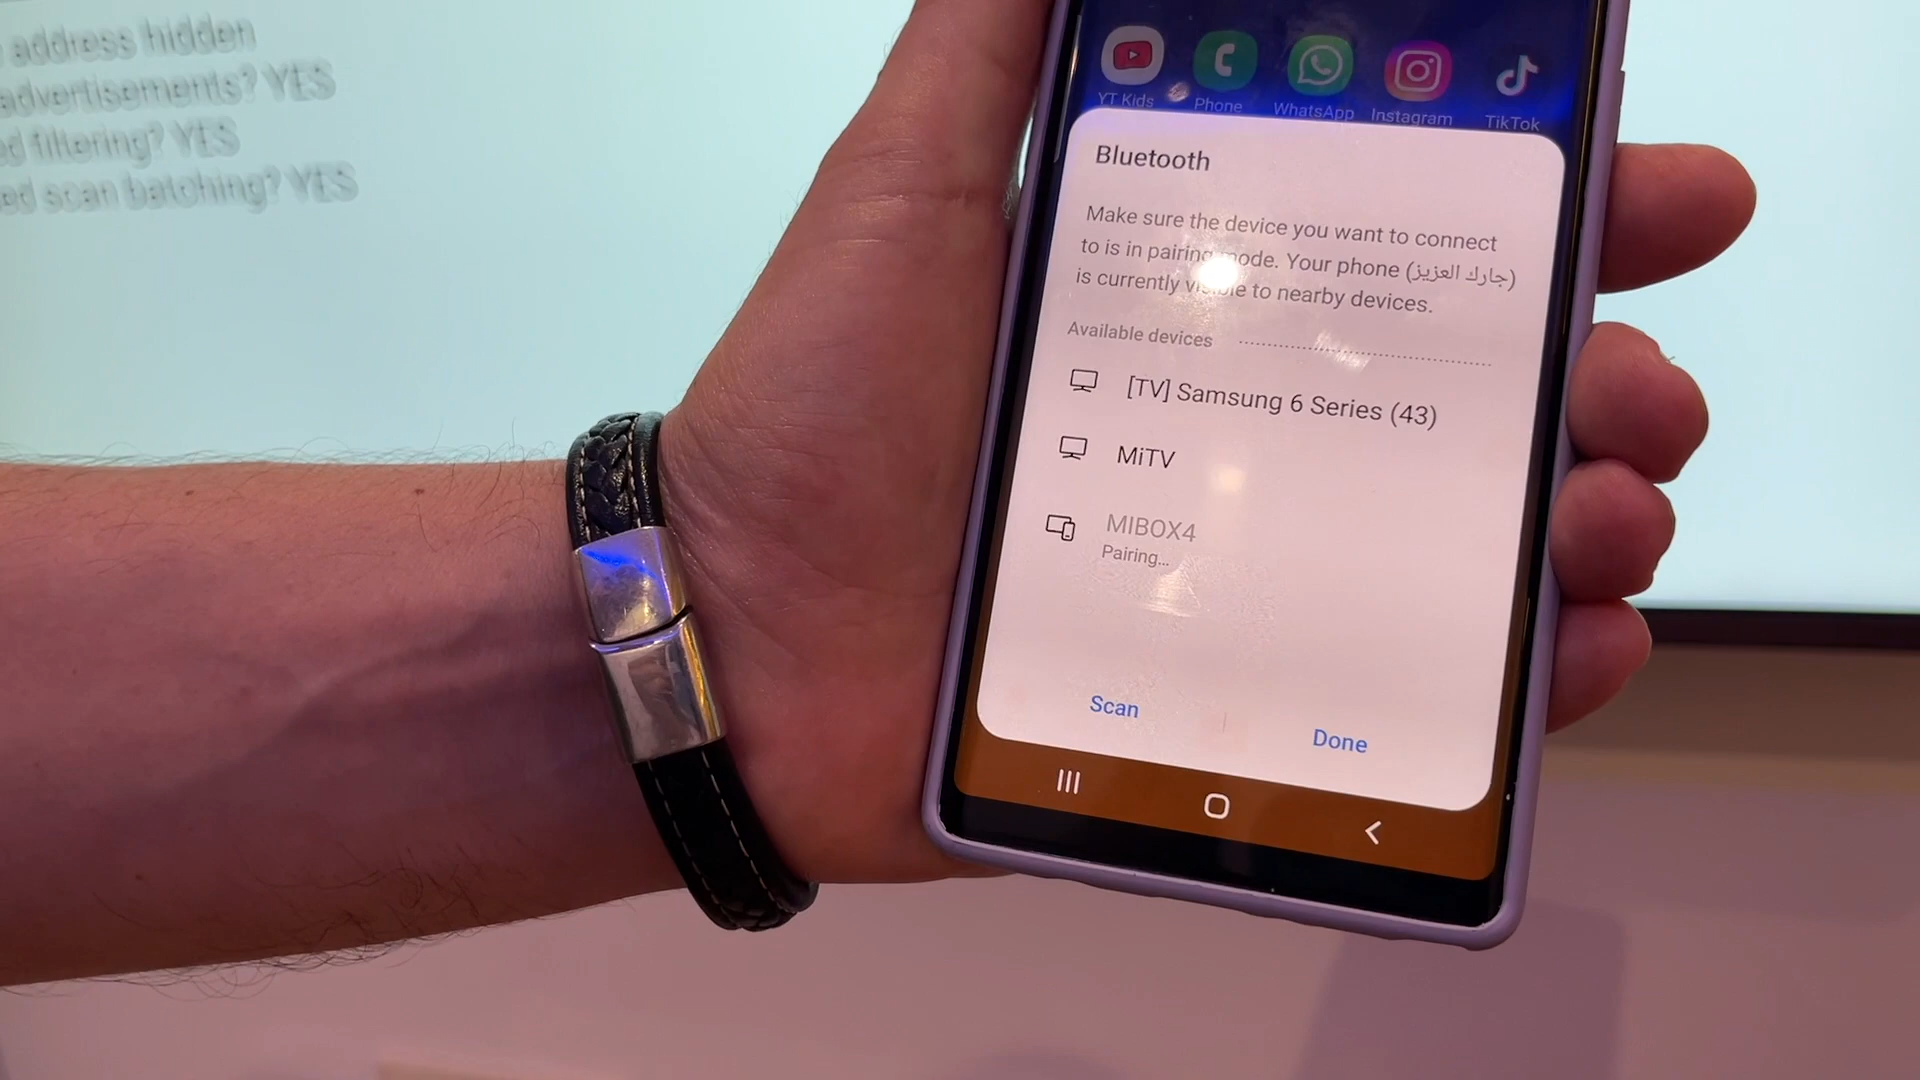 address hidden
advertisements? YES
filtering? YES
scan batching? YES
YT Kids
Phone
WhatsApp
Instagram
TikTok
Bluetooth
Make sure the device you want to connect
to is in pairing mode. Your phone (جارك العزيز)
is currently visible to nearby devices.
Available devices
[TV] Samsung 6 Series (43)
MiTV
MIBOX4
Pairing...
Scan
Done